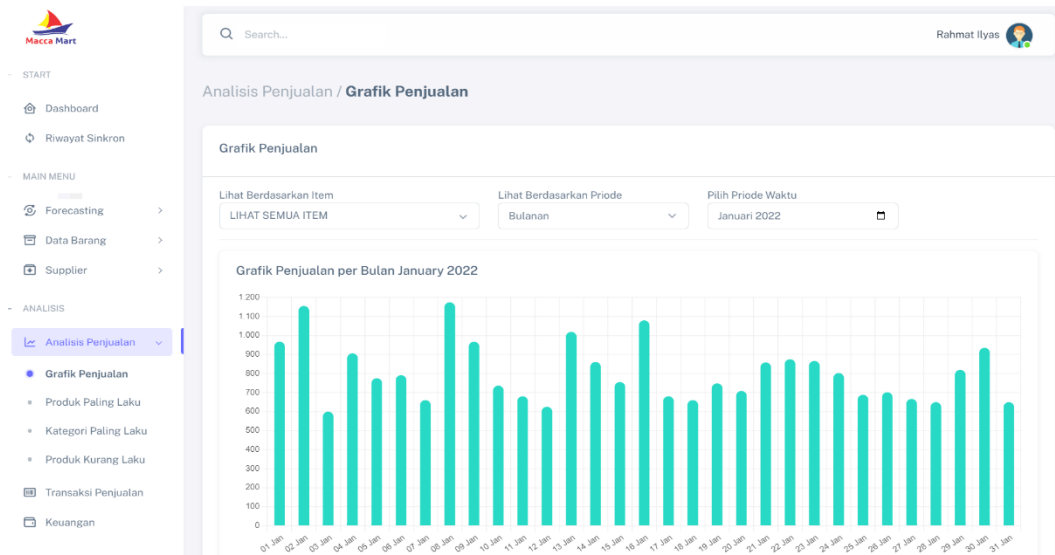 Macca Mart
START
Dashboard
Riwayat Sinkron
MAIN MENU
Forecasting
Data Barang
Supplier
ANALISIS
Analisis Penjualan
Grafik Penjualan
Produk Paling Laku
Kategori Paling Laku
Produk Kurang Laku
Transaksi Penjualan
Keuangan
Search...
Rahmat Ilyas
Analisis Penjualan / Grafik Penjualan
Grafik Penjualan
Lihat Berdasarkan Item
LIHAT SEMUA ITEM
Lihat Berdasarkan Priode
Bulanan
Pilih Priode Waktu
Januari 2022
Grafik Penjualan per Bulan January 2022
1.200
1.100
1.000
900
800
700
600
500
400
300
200
100
0
01 Jan
02 Jan
03 Jan
04 Jan
05 Jan
06 Jan
07 Jan
08 Jan
09 Jan
10 Jan
11 Jan
12 Jan
13 Jan
14 Jan
15 Jan
16 Jan
17 Jan
18 Jan
19 Jan
20 Jan
21 Jan
22 Jan
23 Jan
24 Jan
25 Jan
26 Jan
27 Jan
28 Jan
29 Jan
30 Jan
31 Jan